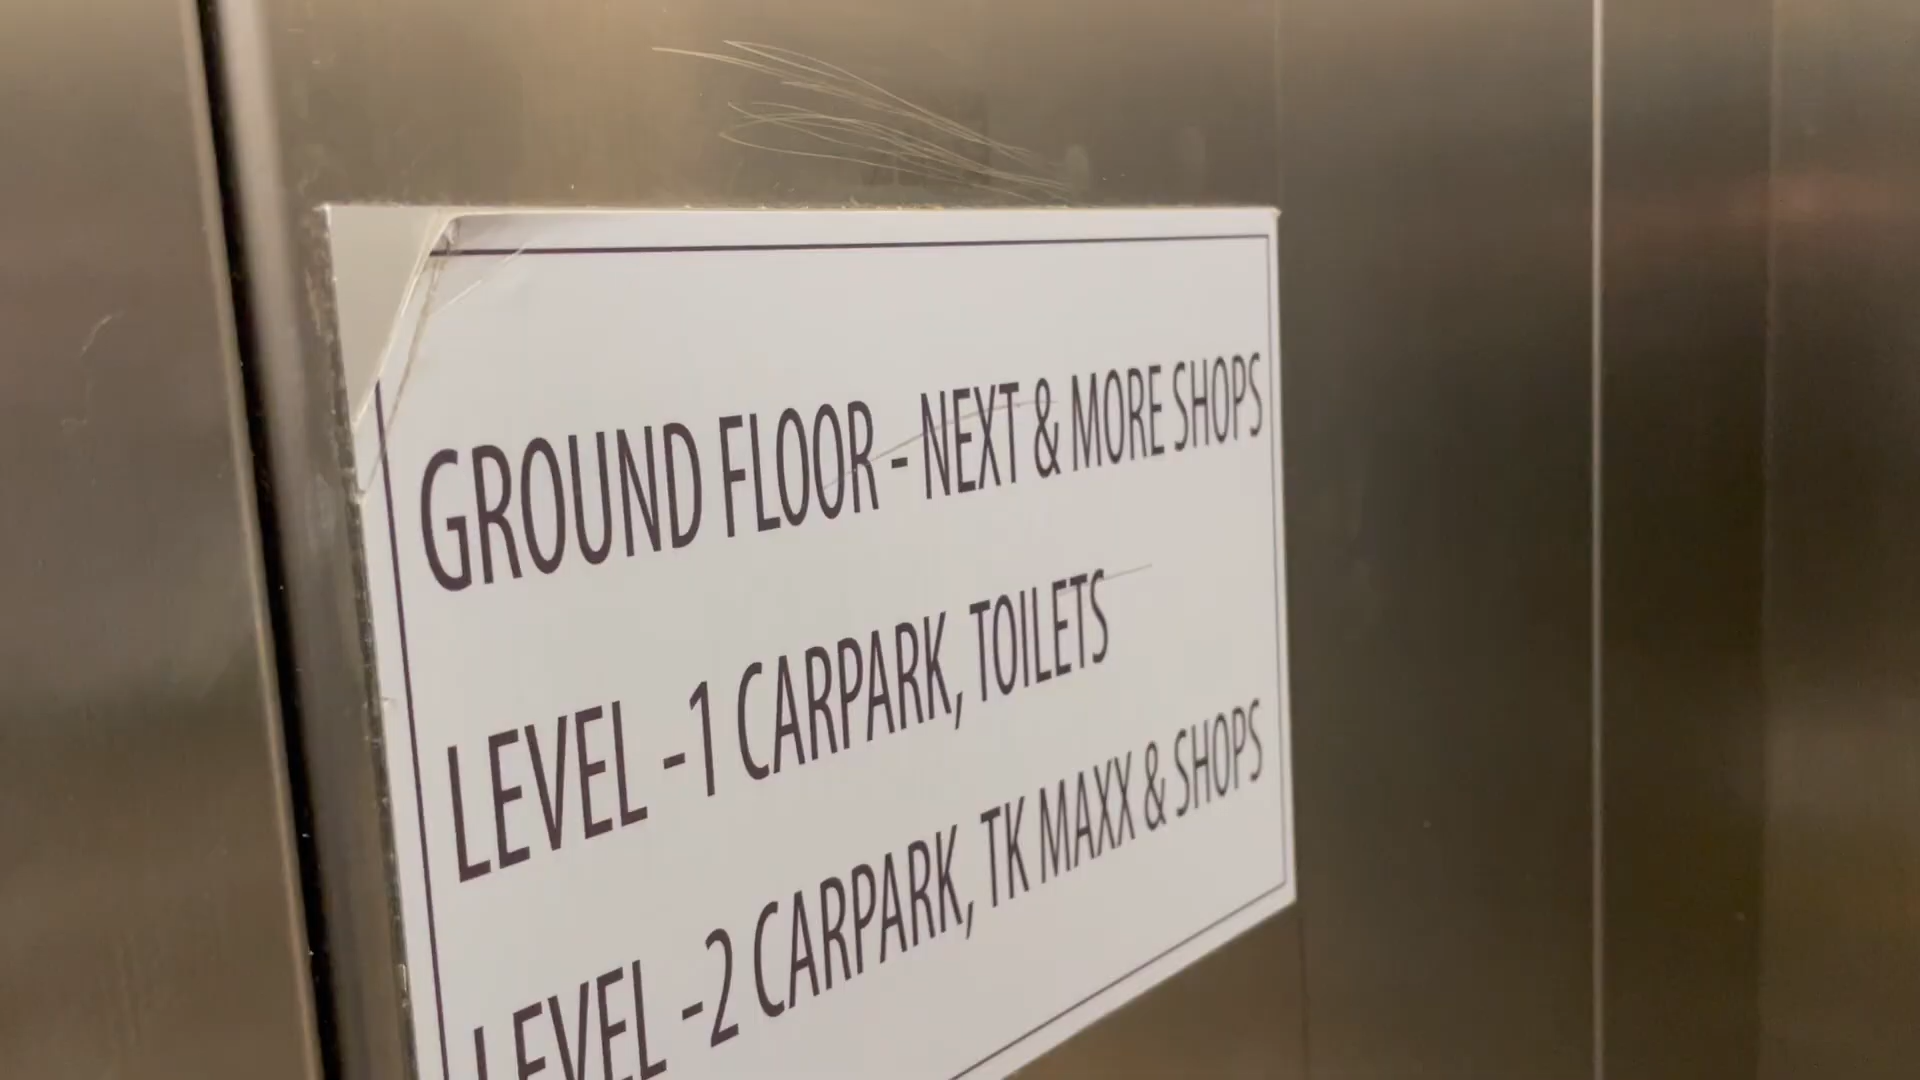 GROUND FLOOR - NEXT & MORE SHOPS
LEVEL -1 CARPARK, TOILETS
LEVEL -2 CARPARK, TK MAXX & SHOPS